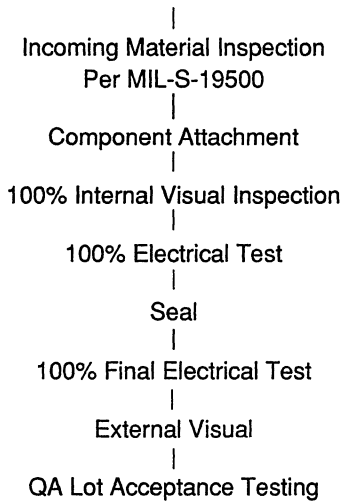 Incoming Material Inspection
Per MIL-S-19500
Component Attachment
100% Internal Visual Inspection
100% Electrical Test
Seal
100% Final Electrical Test
External Visual
QA Lot Acceptance Testing